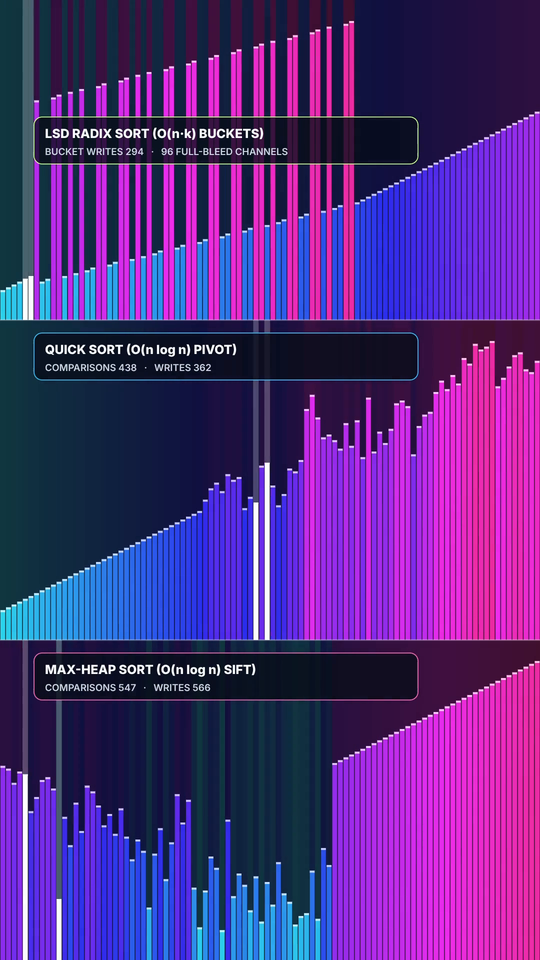 LSD RADIX SORT (O(n·k) BUCKETS)
BUCKET WRITES 294 · 96 FULL-BLEED CHANNELS
QUICK SORT (O(n log n) PIVOT)
COMPARISONS 438 · WRITES 362
MAX-HEAP SORT (O(n log n) SIFT)
COMPARISONS 547 · WRITES 566